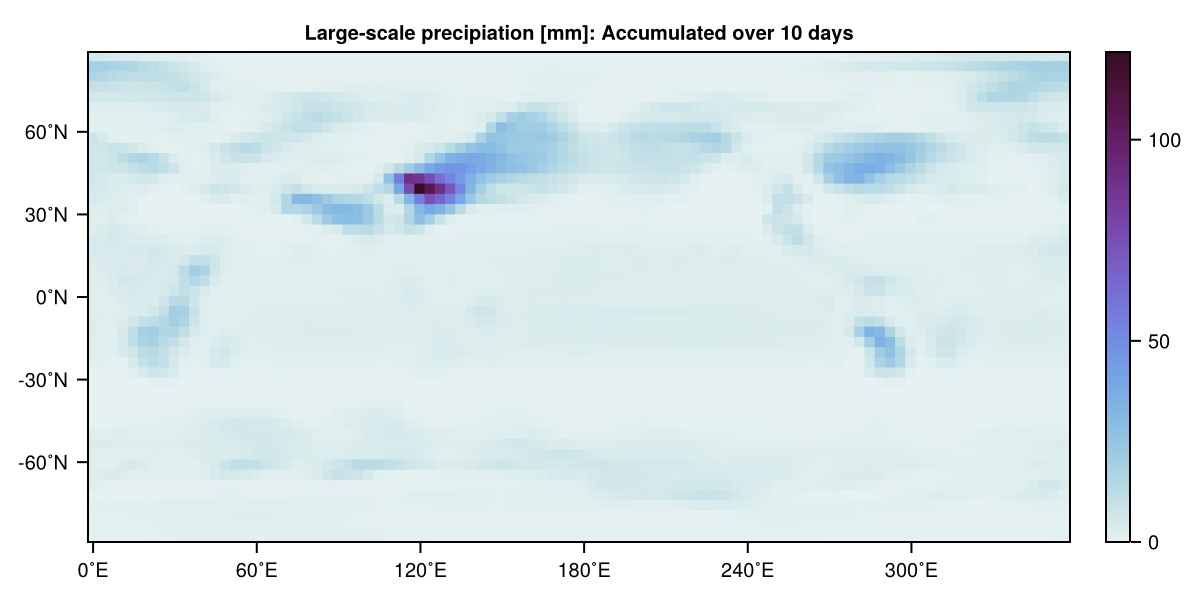 Large-scale precipiation [mm]: Accumulated over 10 days
60˚N
30˚N
0˚N
-30˚N
-60˚N
0˚E
60˚E
120˚E
180˚E
240˚E
300˚E
100
50
0